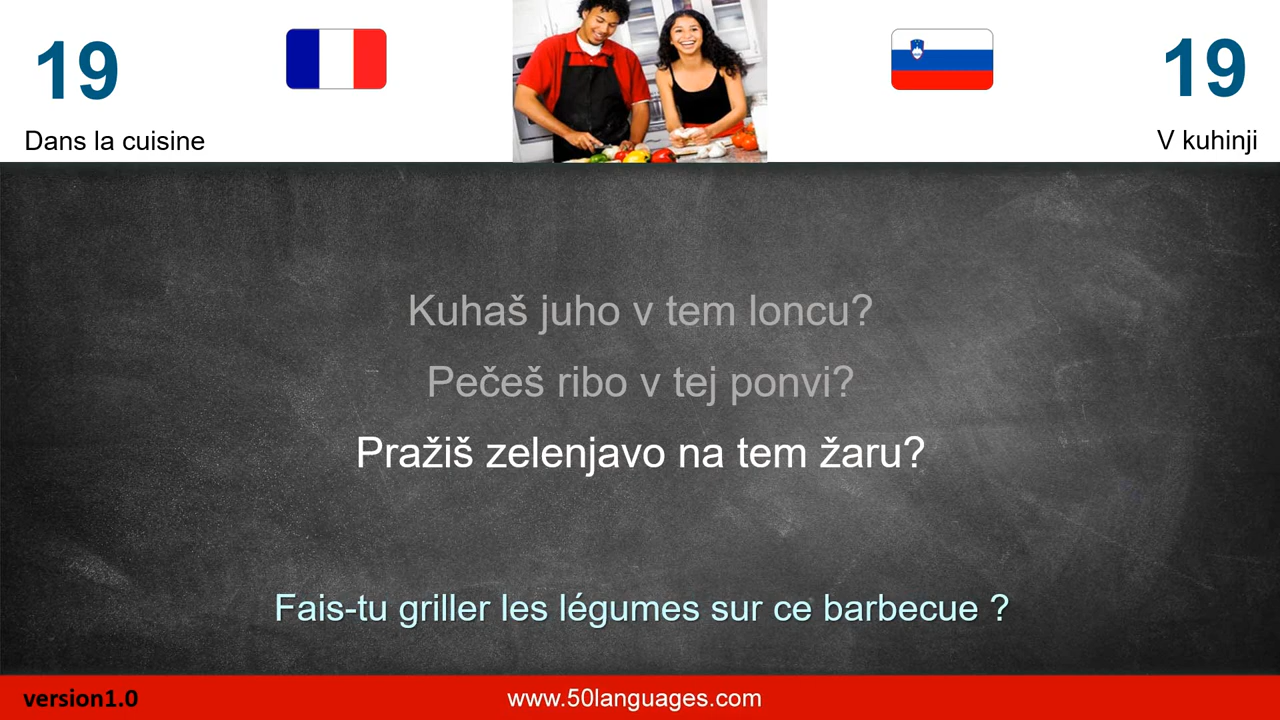 19
19
Dans la cuisine
V kuhinji
Kuhaš juho v tem loncu?
Pečeš ribo v tej ponvi?
Pražiš zelenjavo na tem žaru?
Fais-tu griller les légumes sur ce barbecue ?
version1.0
www.50languages.com